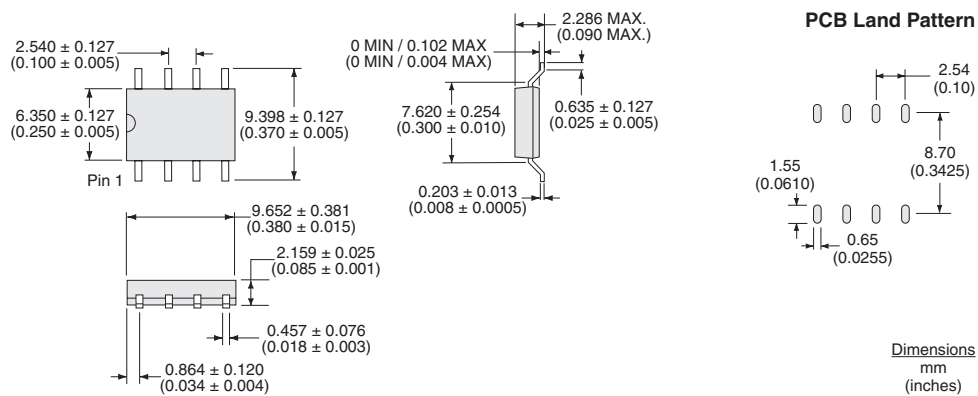 2.540 ± 0.127
(0.100 ± 0.005)
6.350 ± 0.127
(0.250 ± 0.005)
9.398 ± 0.127
(0.370 ± 0.005)
Pin 1
9.652 ± 0.381
(0.380 ± 0.015)
2.159 ± 0.025
(0.085 ± 0.001)
0.457 ± 0.076
(0.018 ± 0.003)
0.864 ± 0.120
(0.034 ± 0.004)
2.286 MAX.
(0.090 MAX.)
0 MIN / 0.102 MAX
(0 MIN / 0.004 MAX)
7.620 ± 0.254
(0.300 ± 0.010)
0.635 ± 0.127
(0.025 ± 0.005)
0.203 ± 0.013
(0.008 ± 0.0005)
PCB Land Pattern
2.54
(0.10)
8.70
(0.3425)
1.55
(0.0610)
0.65
(0.0255)
Dimensions
mm
(inches)